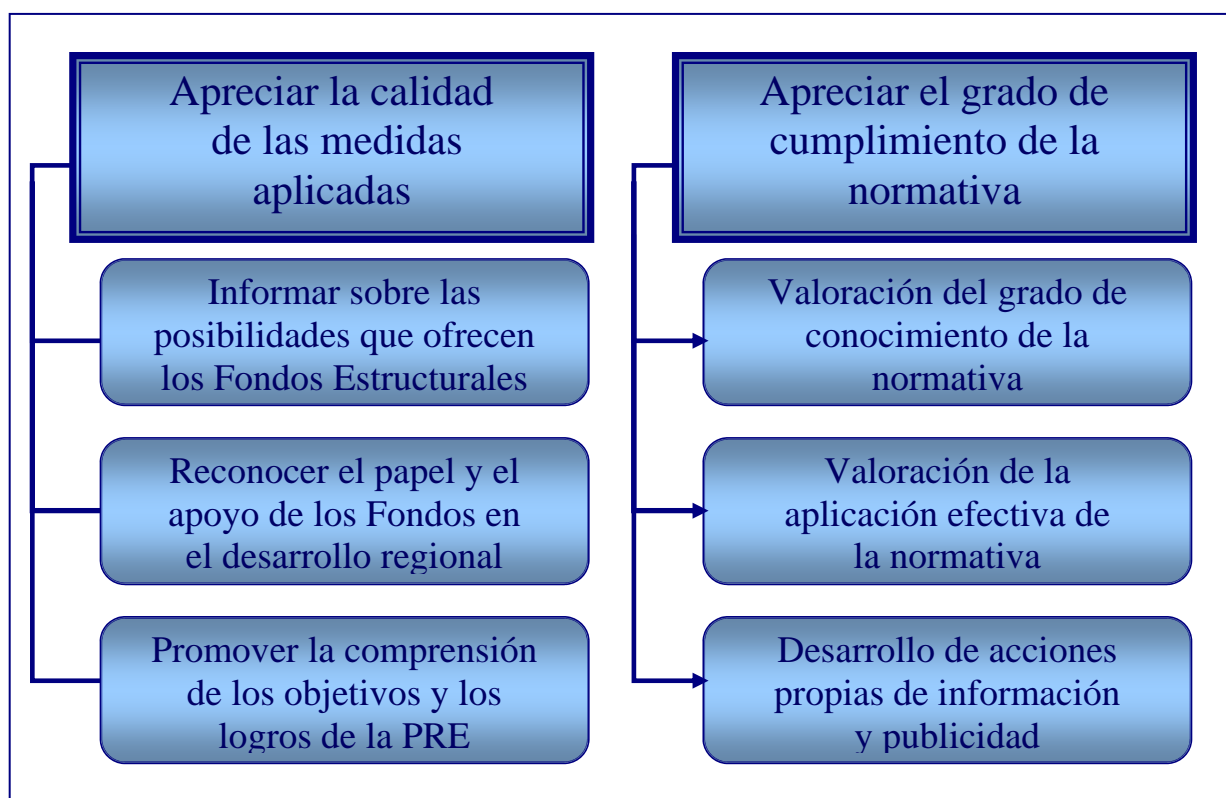 Apreciar la calidad
de las medidas
aplicadas
Informar sobre las
posibilidades que ofrecen
los Fondos Estructurales
Reconocer el papel y el
apoyo de los Fondos en
el desarrollo regional
Promover la comprensión
de los objetivos y los
logros de la PRE
Apreciar el grado de
cumplimiento de la
normativa
Valoración del grado de
conocimiento de la
normativa
Valoración de la
aplicación efectiva de
la normativa
Desarrollo de acciones
propias de información
y publicidad